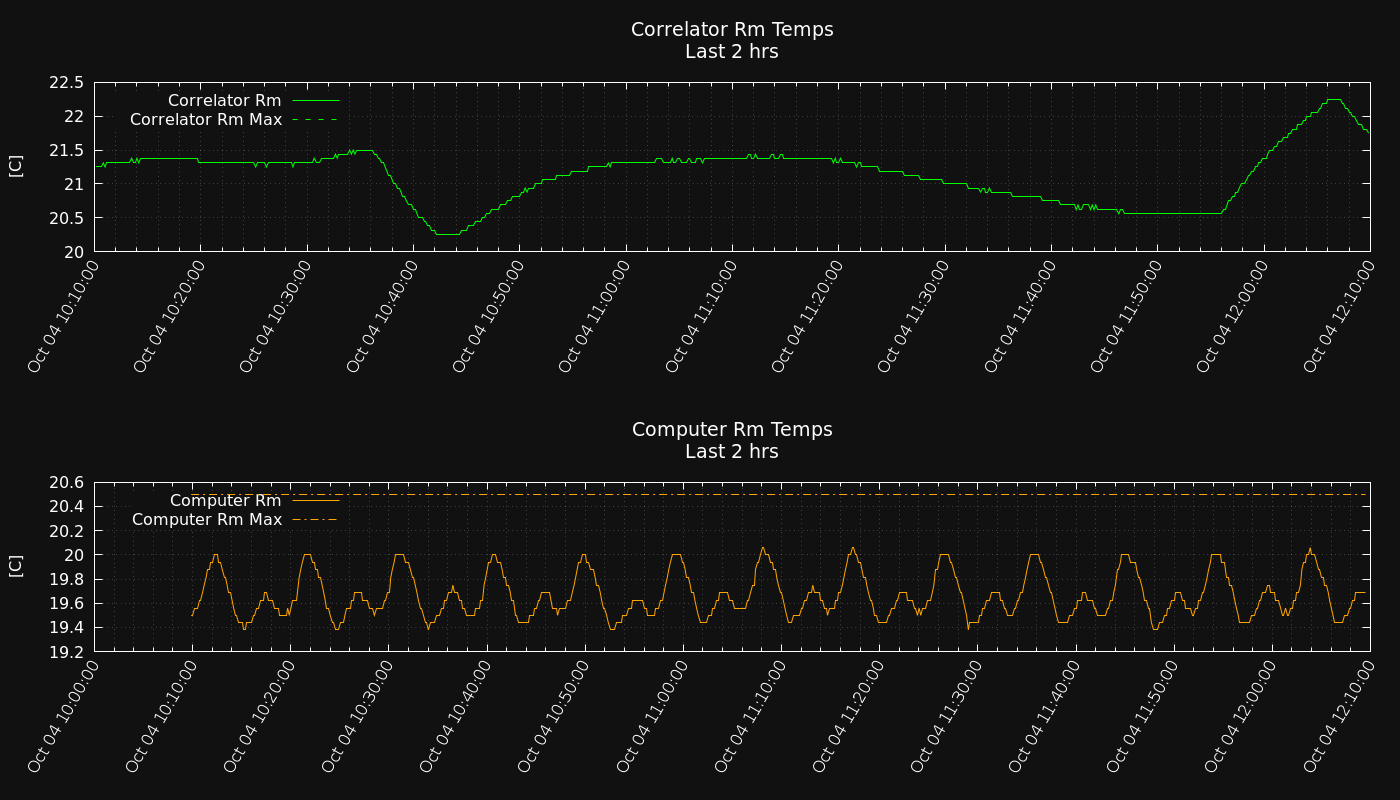 Correlator Rm Temps
Last 2 hrs
22.5
22
21.5
21
20.5
20
[C]
Correlator Rm
Correlator Rm Max
Oct 04 10:10:00
Oct 04 10:20:00
Oct 04 10:30:00
Oct 04 10:40:00
Oct 04 10:50:00
Oct 04 11:00:00
Oct 04 11:10:00
Oct 04 11:20:00
Oct 04 11:30:00
Oct 04 11:40:00
Oct 04 11:50:00
Oct 04 12:00:00
Oct 04 12:10:00
Computer Rm Temps
Last 2 hrs
20.6
20.4
20.2
20
19.8
19.6
19.4
19.2
[C]
Computer Rm
Computer Rm Max
Oct 04 10:00:00
Oct 04 10:10:00
Oct 04 10:20:00
Oct 04 10:30:00
Oct 04 10:40:00
Oct 04 10:50:00
Oct 04 11:00:00
Oct 04 11:10:00
Oct 04 11:20:00
Oct 04 11:30:00
Oct 04 11:40:00
Oct 04 11:50:00
Oct 04 12:00:00
Oct 04 12:10:00